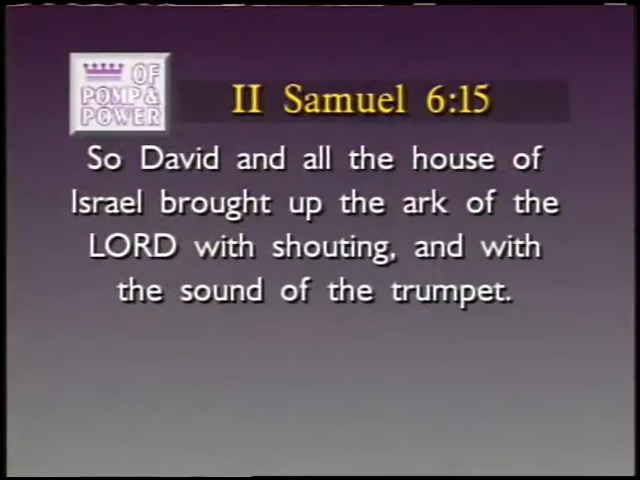 OF
POMP &
POWER
II Samuel 6:15
So David and all the house of
Israel brought up the ark of the
LORD with shouting, and with
the sound of the trumpet.